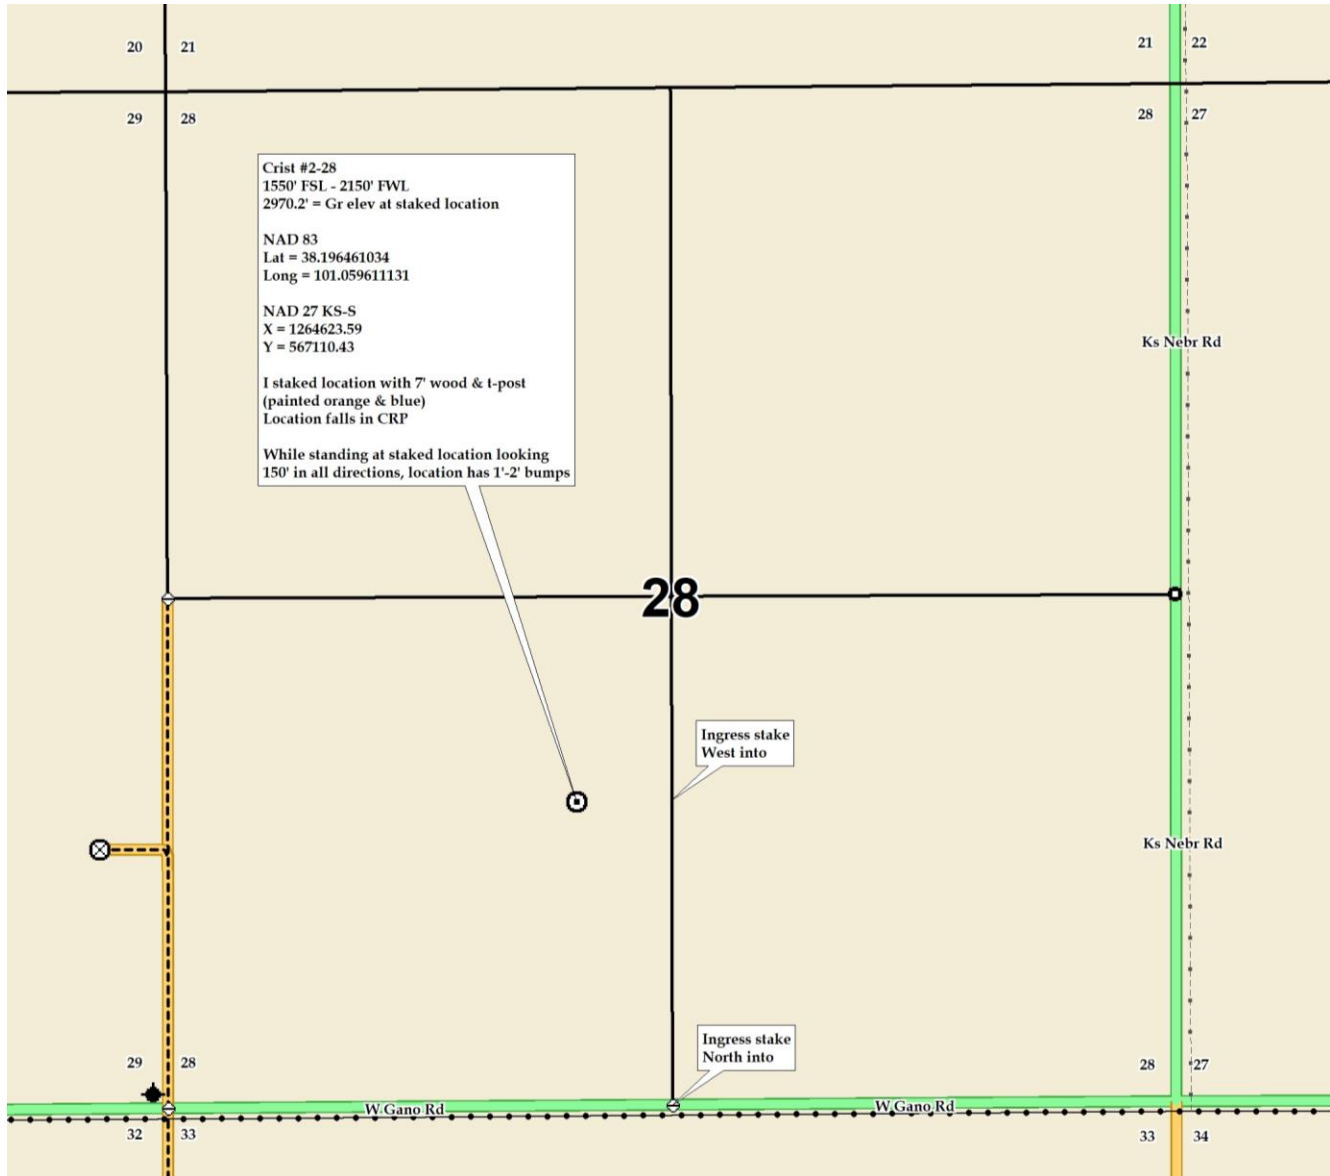 20 21
21 22
29 28
28 27
Crist #2-28
1550' FSL - 2150' FWL
2970.2' = Gr elev at staked location
NAD 83
Lat = 38.196461034
Long = 101.059611131
NAD 27 KS-S
X = 1264623.59
Y = 567110.43
I staked location with 7' wood & t-post
(painted orange & blue)
Location falls in CRP
While standing at staked location looking
150' in all directions, location has 1'-2' bumps
Ks Nebr Rd
28
Ingress stake
West into
Ks Nebr Rd
Ingress stake
North into
29 28
28 27
W Gano Rd
W Gano Rd
32 33
33 34